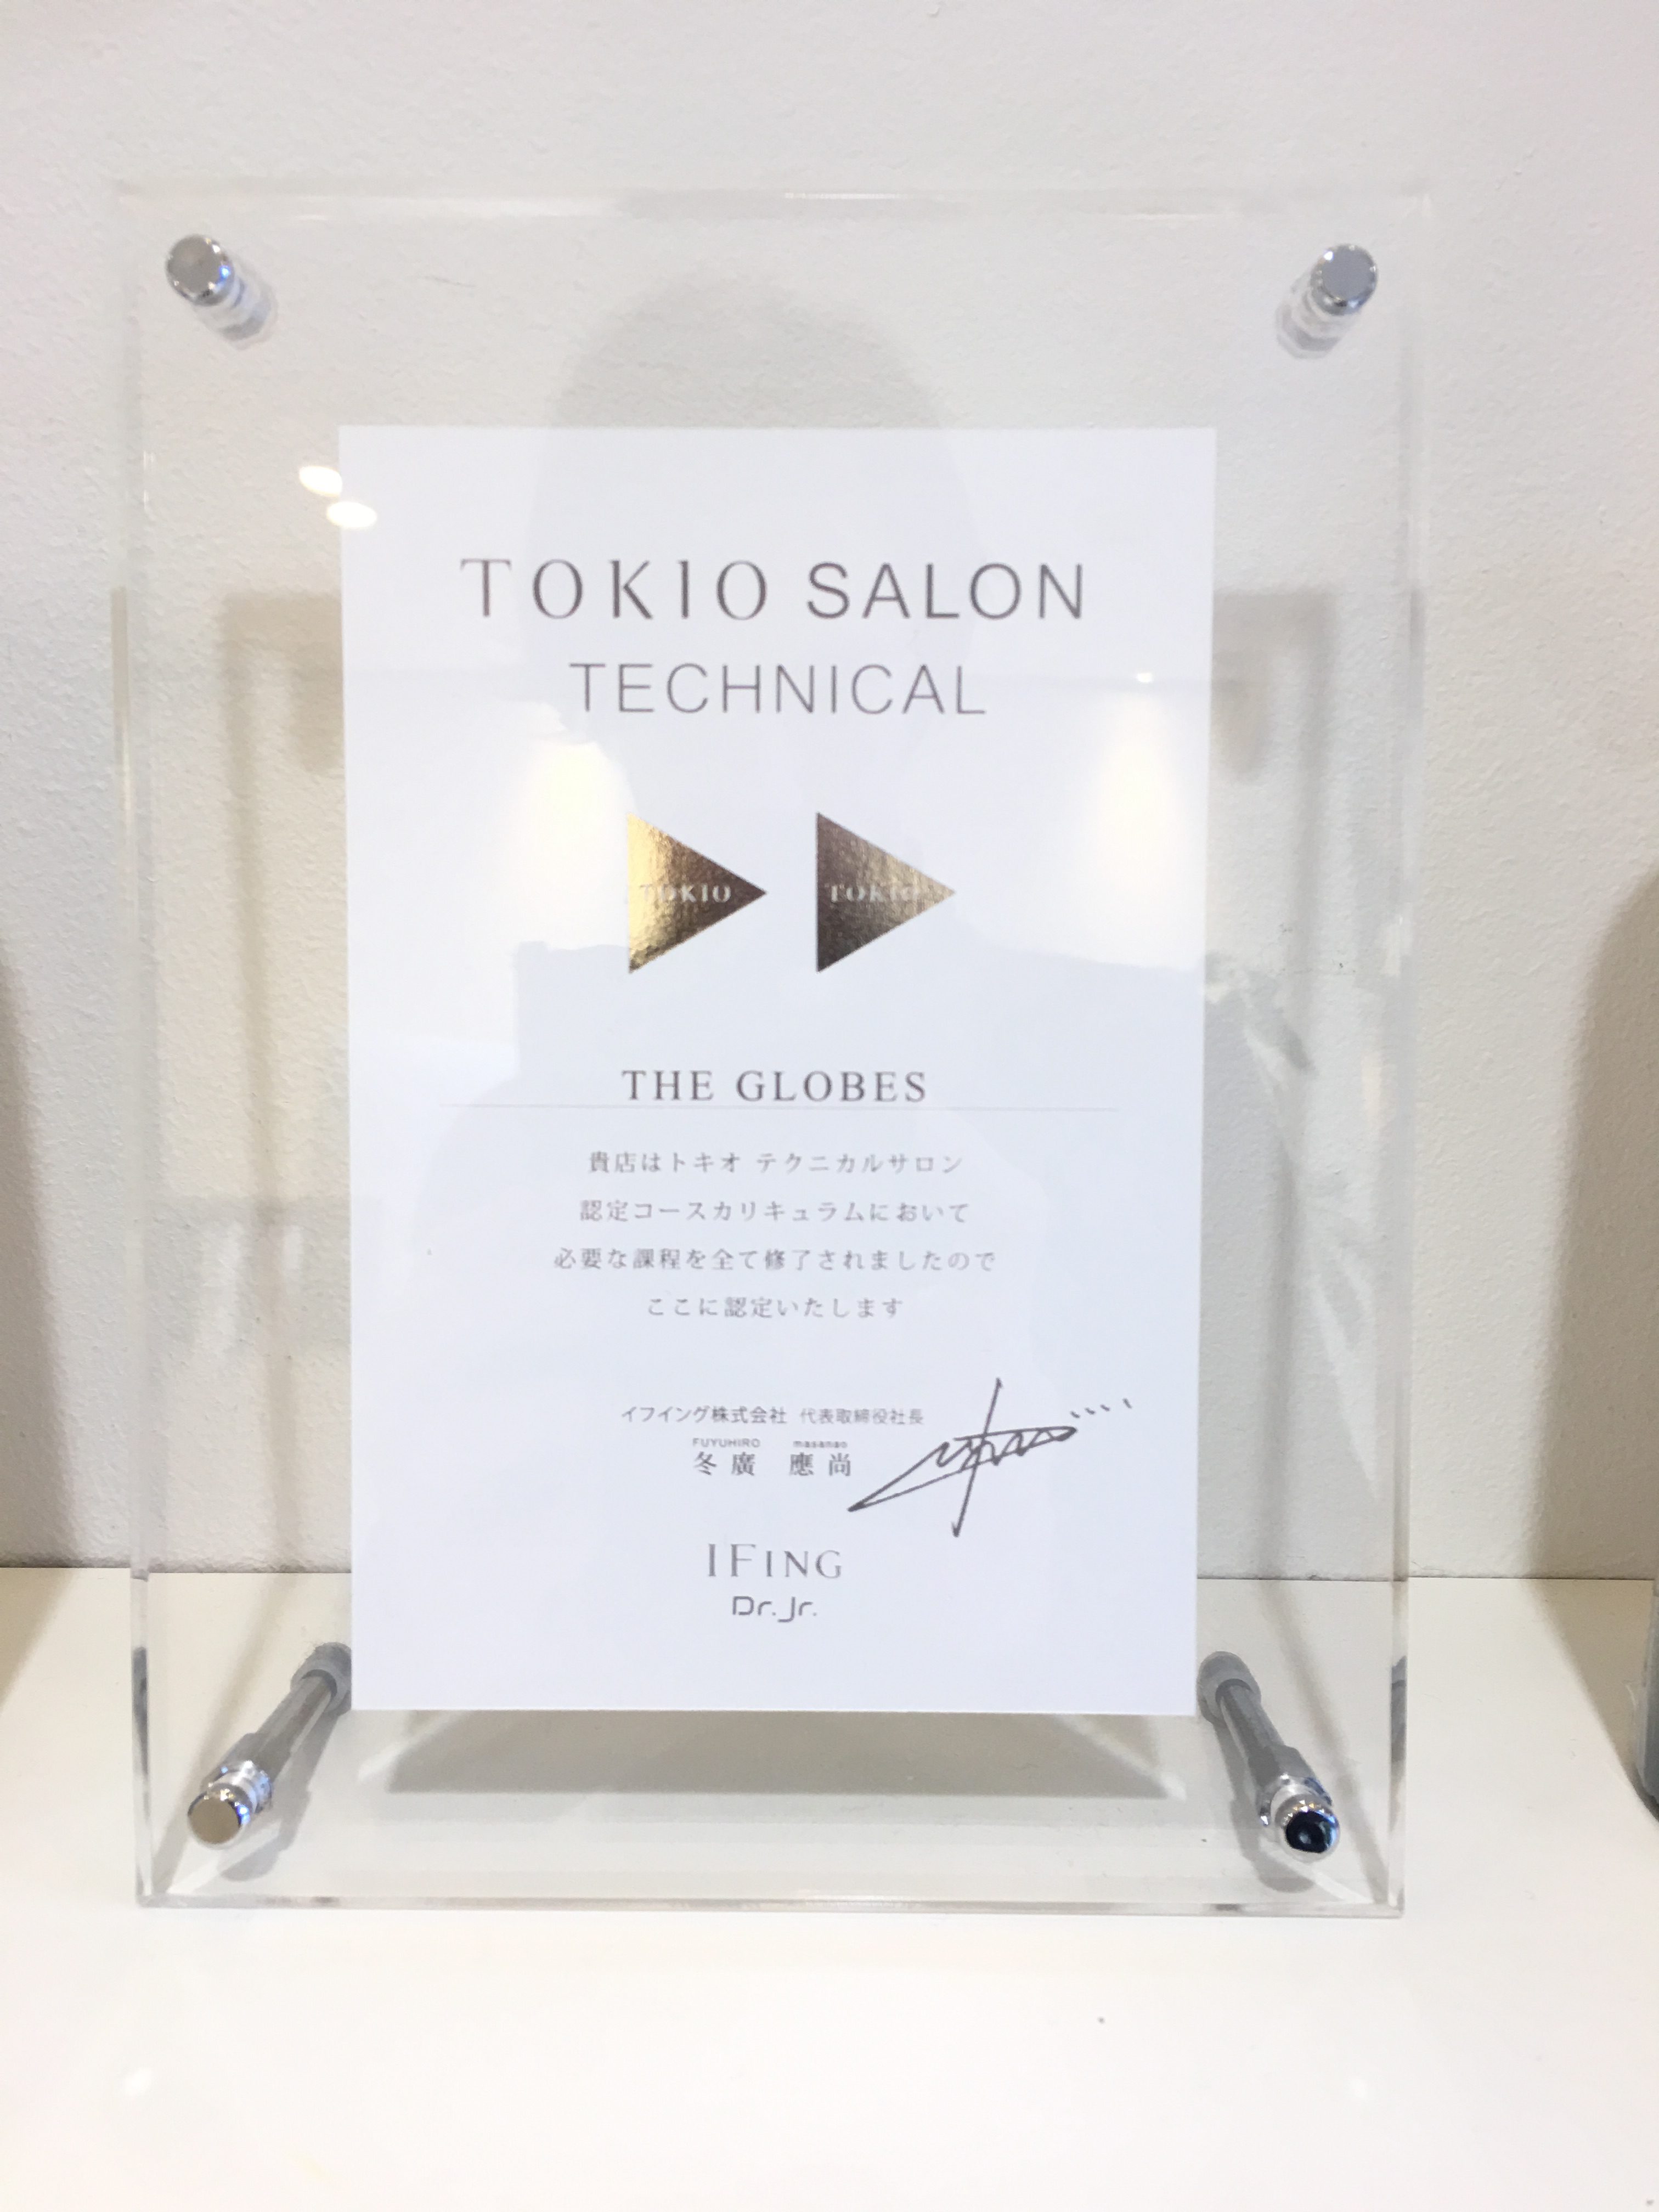 TOKIO SALON
TECHNICAL
TOKIO TOKIO
THE GLOBES
貴店はトキオ テクニカルサロン
認定コースカリキュラムにおいて
必要な課程を全て修了されましたので
ここに認定いたします
イフイング株式会社 代表取締役社長
FUYUHIRO masanao
冬廣 應尚
IFING
Dr.Jr.